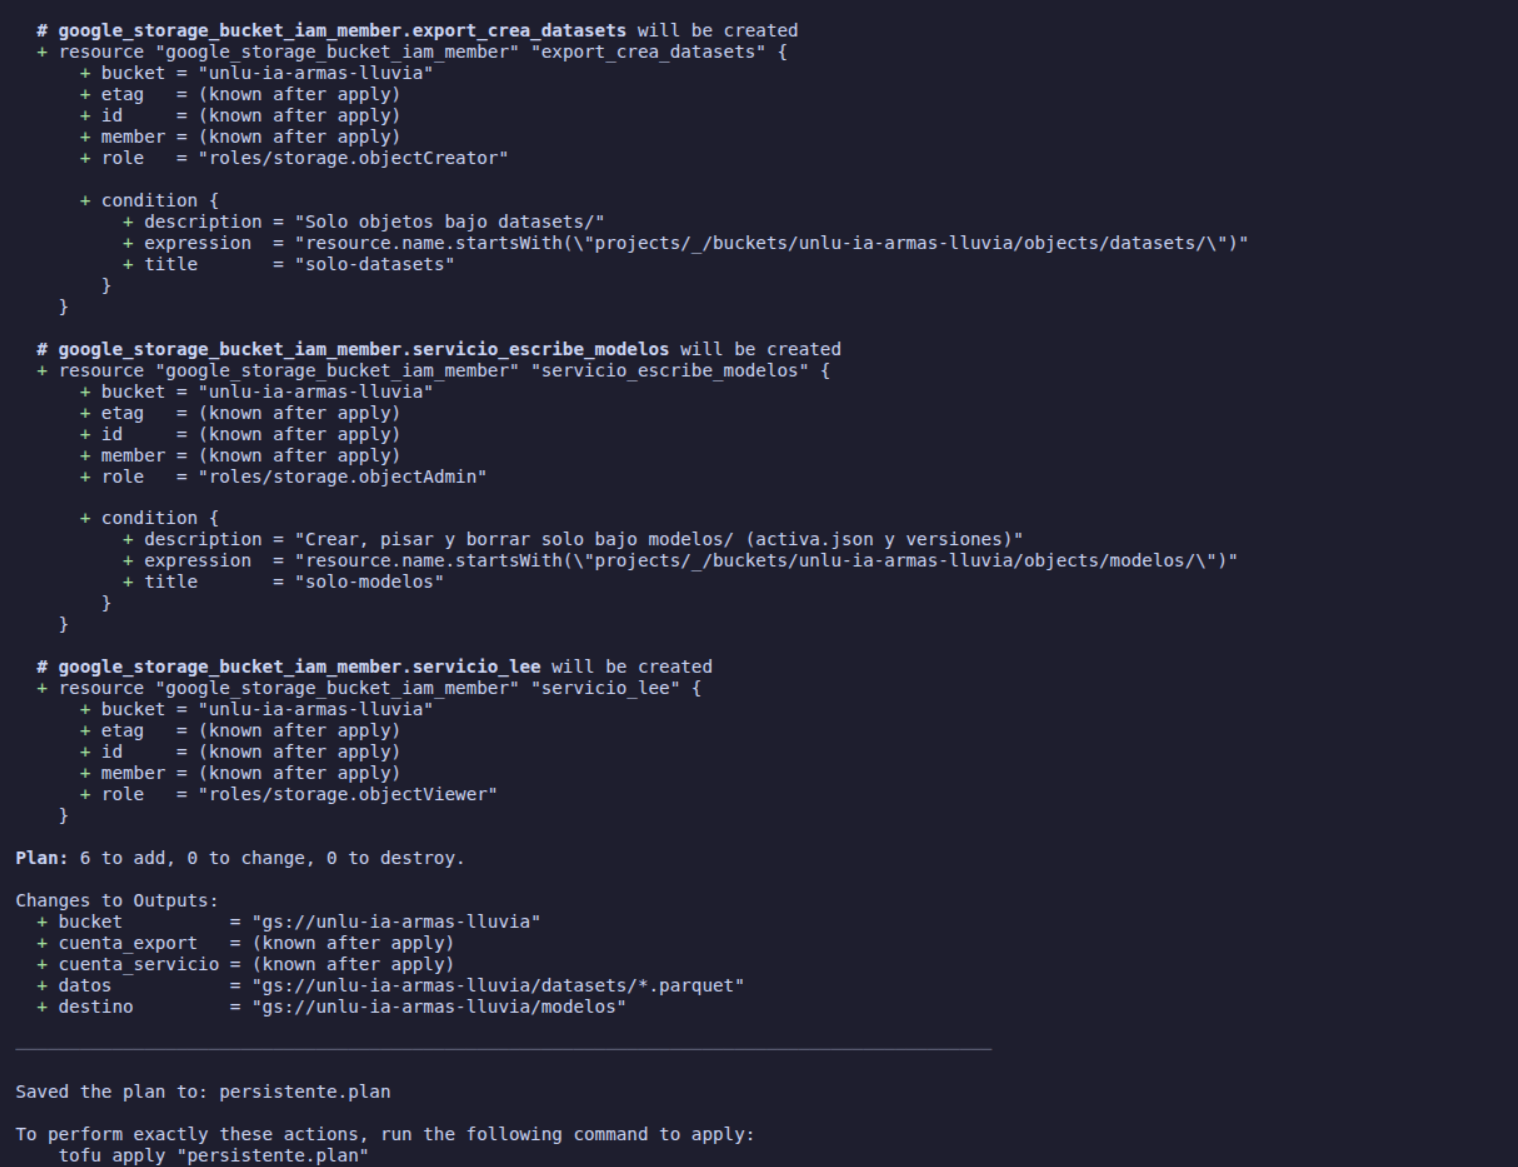 # google_storage_bucket_iam_member.export_crea_datasets will be created
+ resource "google_storage_bucket_iam_member" "export_crea_datasets" {
+ bucket = "unlu-ia-armas-lluvia"
+ etag   = (known after apply)
+ id     = (known after apply)
+ member = (known after apply)
+ role   = "roles/storage.objectCreator"
+ condition {
+ description = "Solo objetos bajo datasets/"
+ expression  = "resource.name.startsWith(\"projects/_/buckets/unlu-ia-armas-lluvia/objects/datasets/\")"
+ title       = "solo-datasets"
}
}
# google_storage_bucket_iam_member.servicio_escribe_modelos will be created
+ resource "google_storage_bucket_iam_member" "servicio_escribe_modelos" {
+ bucket = "unlu-ia-armas-lluvia"
+ etag   = (known after apply)
+ id     = (known after apply)
+ member = (known after apply)
+ role   = "roles/storage.objectAdmin"
+ condition {
+ description = "Crear, pisar y borrar solo bajo modelos/ (activa.json y versiones)"
+ expression  = "resource.name.startsWith(\"projects/_/buckets/unlu-ia-armas-lluvia/objects/modelos/\")"
+ title       = "solo-modelos"
}
}
# google_storage_bucket_iam_member.servicio_lee will be created
+ resource "google_storage_bucket_iam_member" "servicio_lee" {
+ bucket = "unlu-ia-armas-lluvia"
+ etag   = (known after apply)
+ id     = (known after apply)
+ member = (known after apply)
+ role   = "roles/storage.objectViewer"
}
Plan: 6 to add, 0 to change, 0 to destroy.
Changes to Outputs:
+ bucket          = "gs://unlu-ia-armas-lluvia"
+ cuenta_export   = (known after apply)
+ cuenta_servicio = (known after apply)
+ datos           = "gs://unlu-ia-armas-lluvia/datasets/*.parquet"
+ destino         = "gs://unlu-ia-armas-lluvia/modelos"
Saved the plan to: persistente.plan
To perform exactly these actions, run the following command to apply:
tofu apply "persistente.plan"